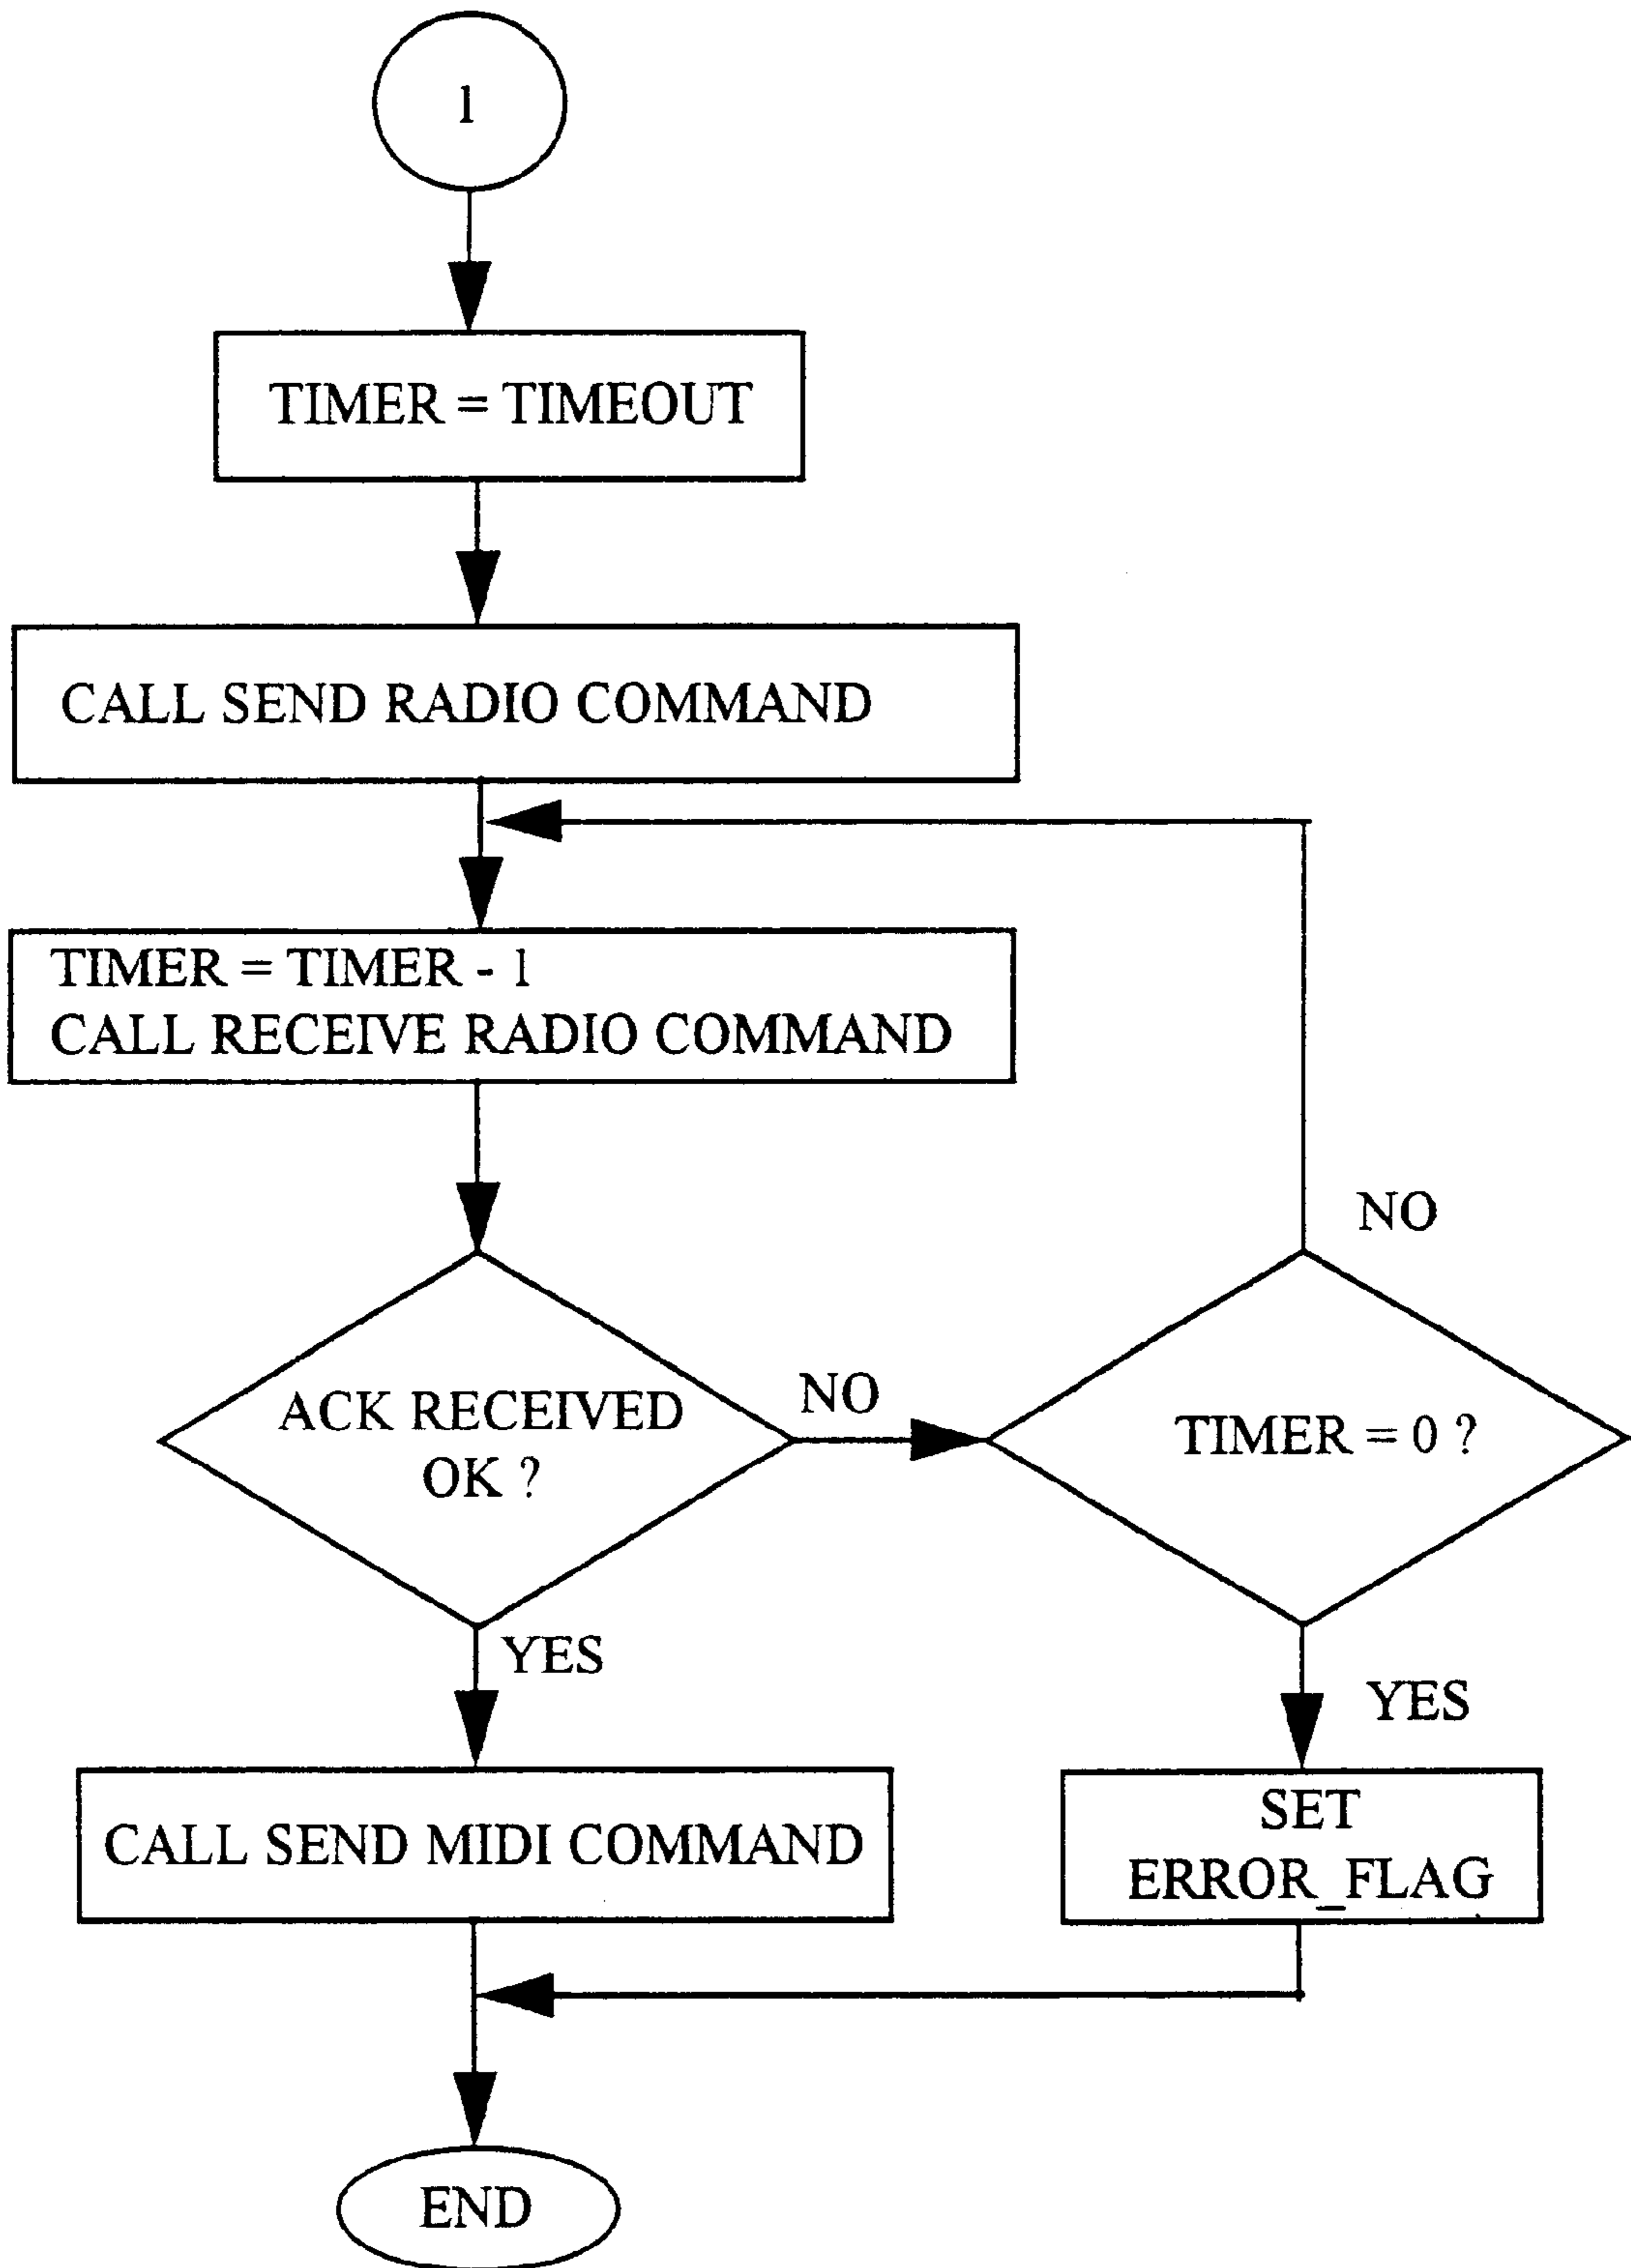 1
TIMER = TIMEOUT
CALL SEND RADIO COMMAND
TIMER = TIMER - 1
CALL RECEIVE RADIO COMMAND
NO
ACK RECEIVED
OK ?
NO
TIMER = 0 ?
YES
YES
CALL SEND MIDI COMMAND
SET
ERROR_FLAG
END